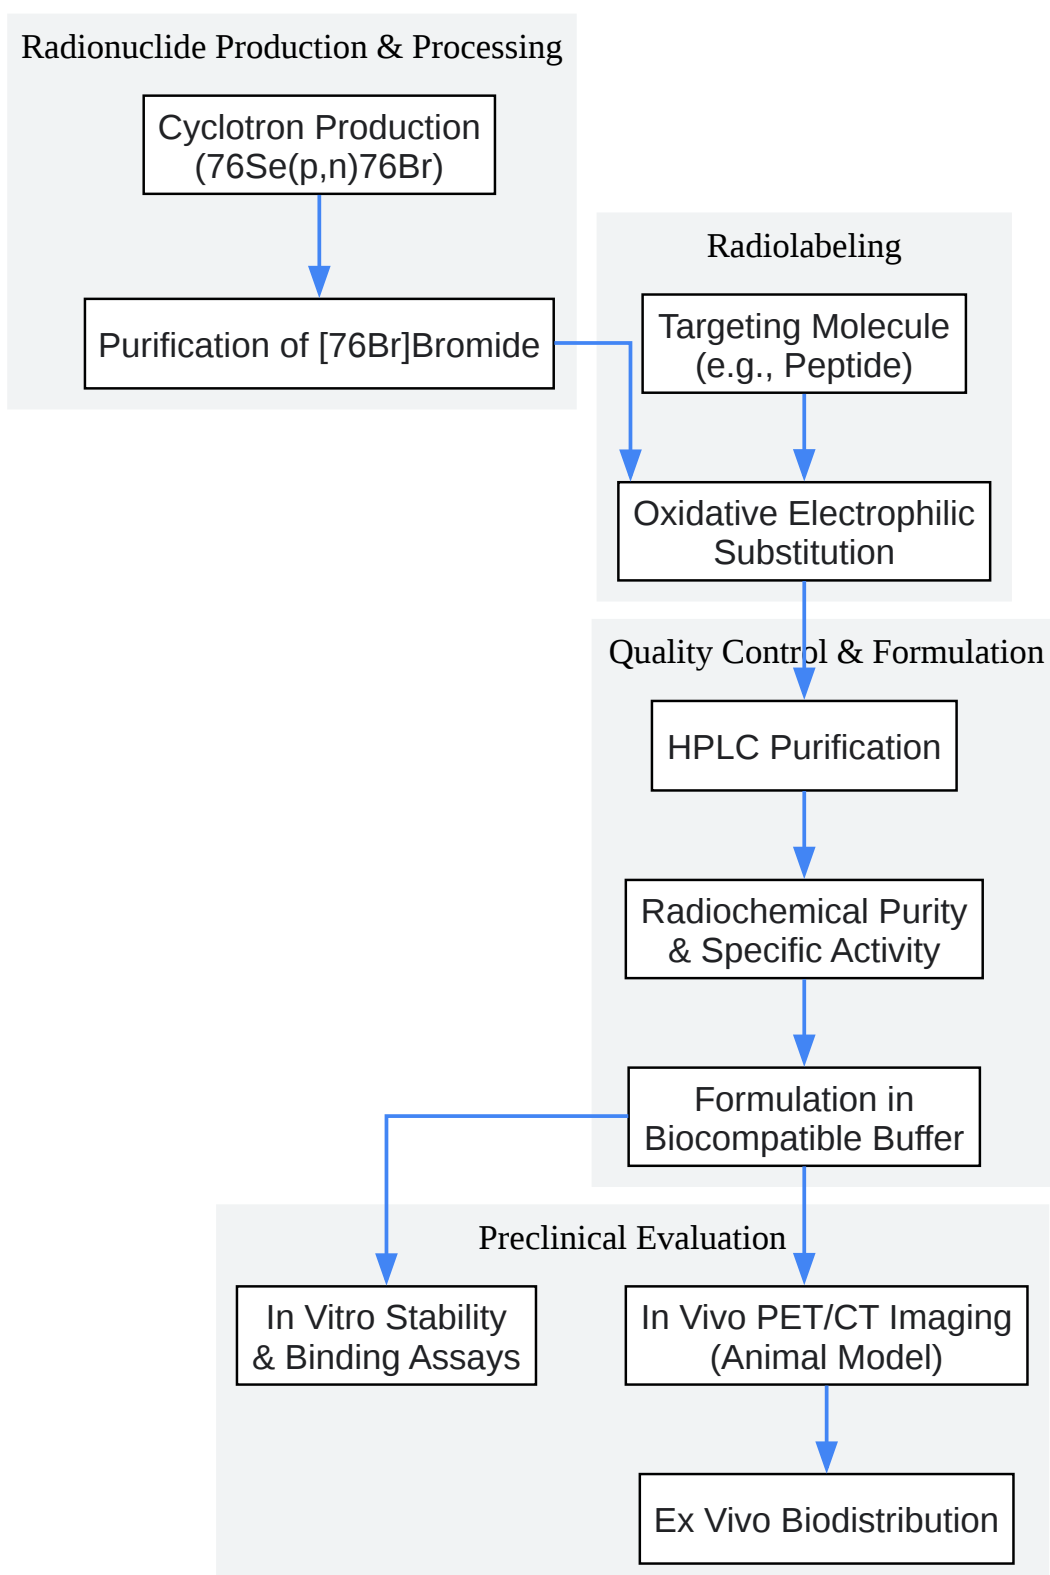 Radionuclide Production & Processing
Cyclotron Production
(76Se(p,n)76Br)
Purification of [76Br]Bromide
Radiolabeling
Targeting Molecule
(e.g., Peptide)
Oxidative Electrophilic
Substitution
Quality Control & Formulation
HPLC Purification
Radiochemical Purity
& Specific Activity
Formulation in
Biocompatible Buffer
Preclinical Evaluation
In Vitro Stability
& Binding Assays
In Vivo PET/CT Imaging
(Animal Model)
Ex Vivo Biodistribution